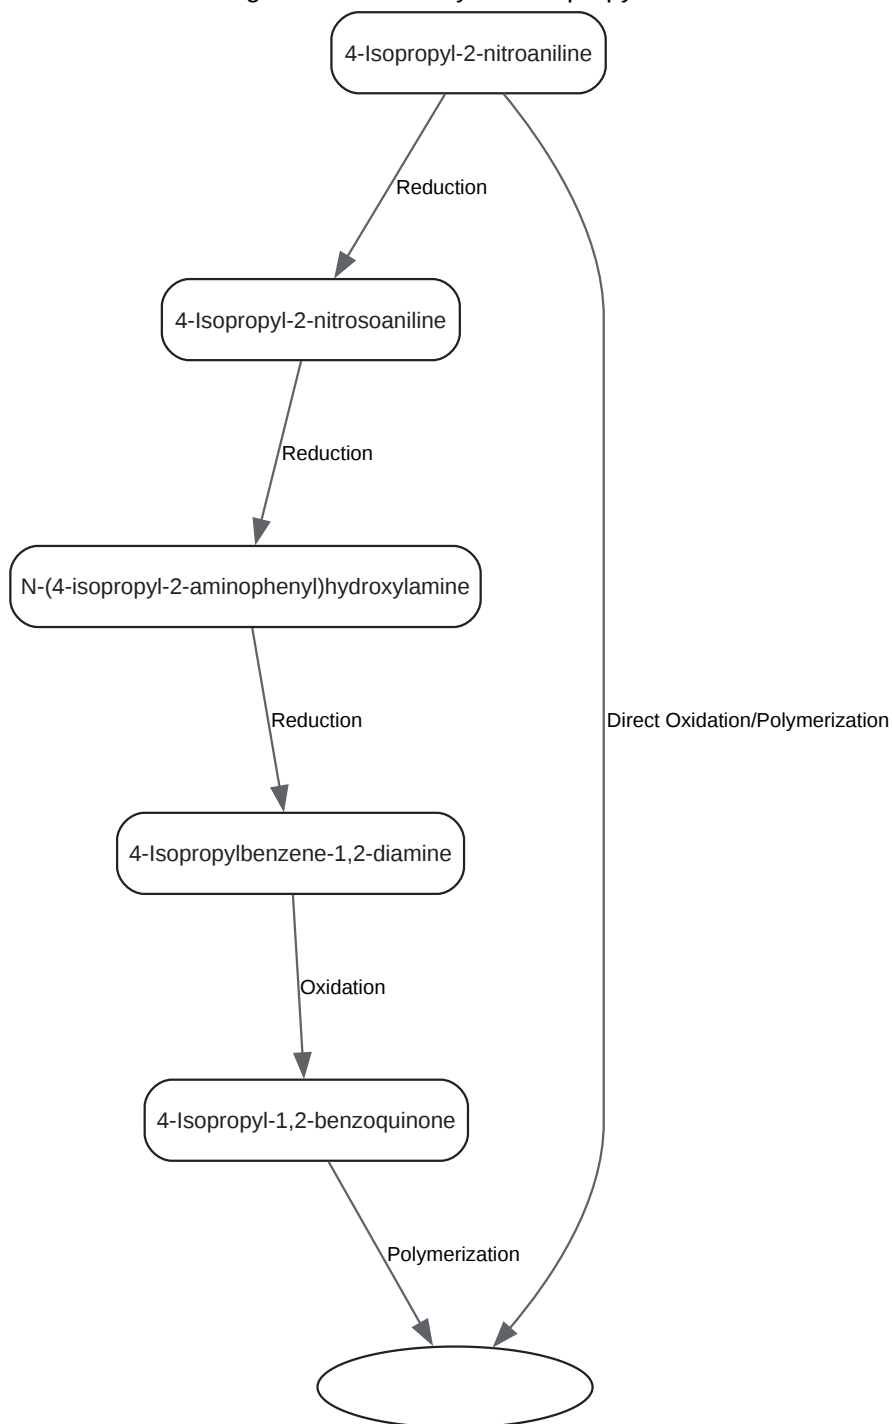 4-Isopropyl-2-nitroaniline
Reduction
4-Isopropyl-2-nitrosoaniline
Reduction
N-(4-isopropyl-2-aminophenyl)hydroxylamine
Reduction
Direct Oxidation/Polymerization
4-Isopropylbenzene-1,2-diamine
Oxidation
4-Isopropyl-1,2-benzoquinone
Polymerization